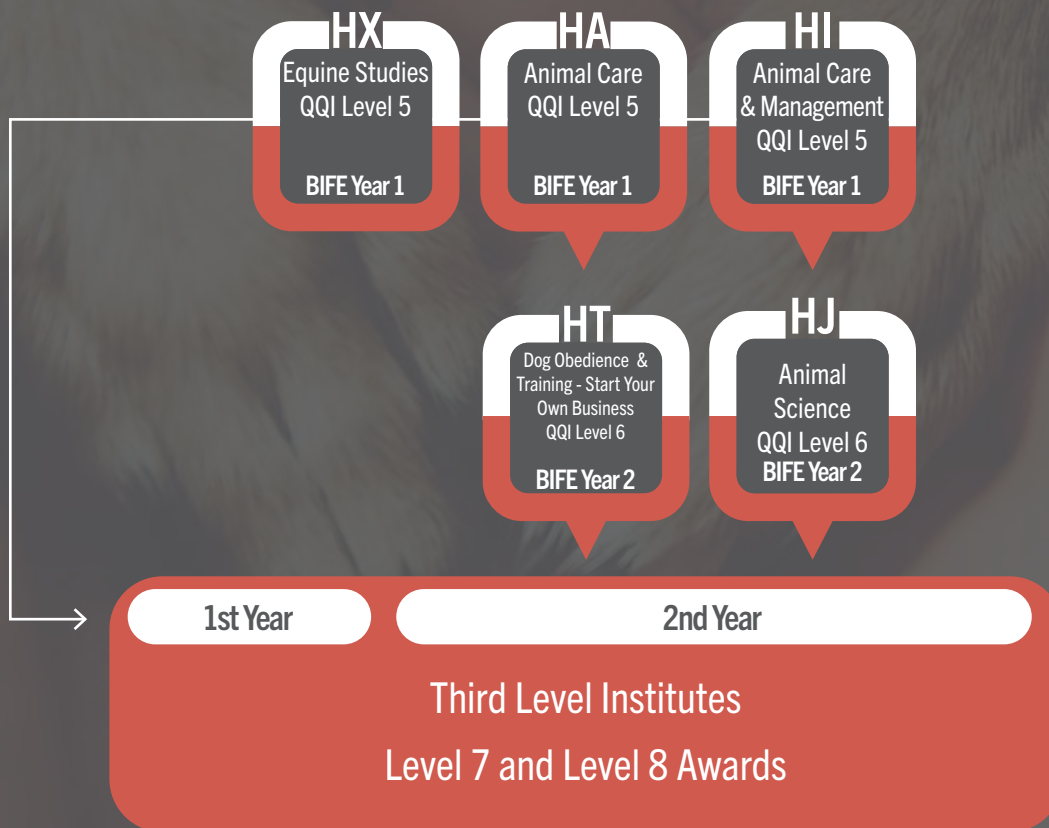 HX
Equine Studies
QQI Level 5
BIFE Year 1
HA
Animal Care
QQI Level 5
BIFE Year 1
HI
Animal Care
& Management
QQI Level 5
BIFE Year 1
HT
Dog Obedience &
Training - Start Your
Own Business
QQI Level 6
BIFE Year 2
HJ
Animal
Science
QQI Level 6
BIFE Year 2
1st Year
2nd Year
Third Level Institutes
Level 7 and Level 8 Awards